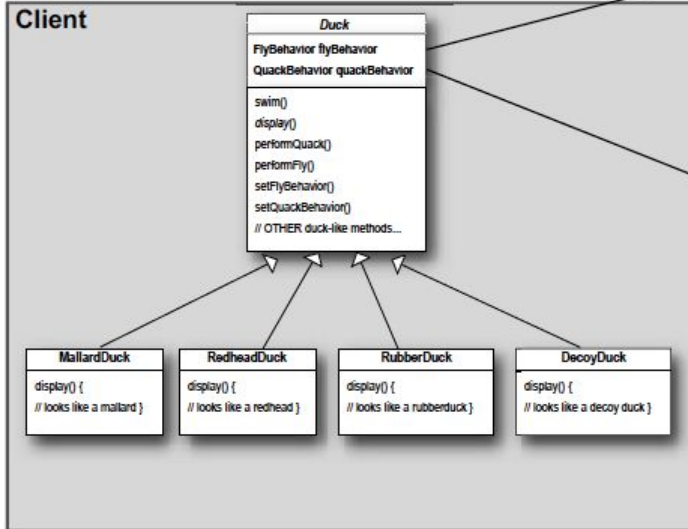 Client
Duck
FlyBehavior flyBehavior
QuackBehavior quackBehavior
swim()
display()
performQuack()
performFly()
setFlyBehavior()
setQuackBehavior()
// OTHER duck-like methods...
MallardDuck
display() {
// looks like a mallard }
RedheadDuck
display() {
// looks like a redhead }
RubberDuck
display() {
// looks like a rubberduck }
DecoyDuck
display() {
// looks like a decoy duck }